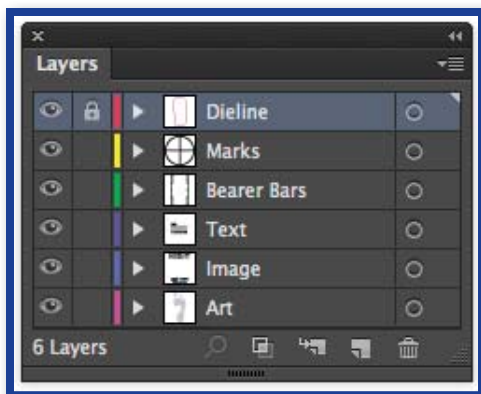 Layers
Dieline
Marks
Bearer Bars
Text
Image
Art
6 Layers